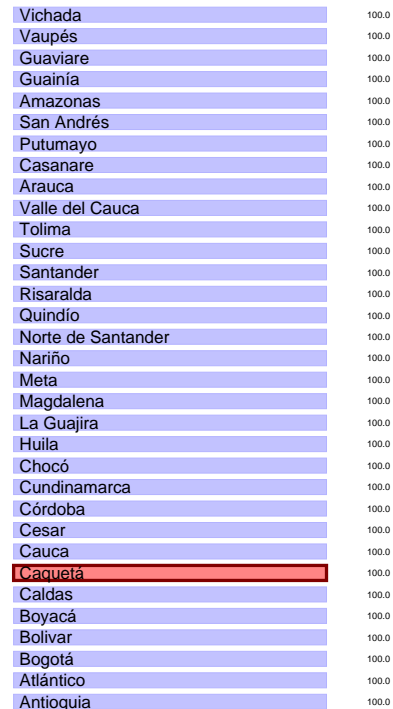 Vichada 100.0
Vaupés 100.0
Guaviare 100.0
Guainía 100.0
Amazonas 100.0
San Andrés 100.0
Putumayo 100.0
Casanare 100.0
Arauca 100.0
Valle del Cauca 100.0
Tolima 100.0
Sucre 100.0
Santander 100.0
Risaralda 100.0
Quindío 100.0
Norte de Santander 100.0
Nariño 100.0
Meta 100.0
Magdalena 100.0
La Guajira 100.0
Huila 100.0
Chocó 100.0
Cundinamarca 100.0
Córdoba 100.0
Cesar 100.0
Cauca 100.0
Caquetá 100.0
Caldas 100.0
Boyacá 100.0
Bolivar 100.0
Bogotá 100.0
Atlántico 100.0
Antioquia 100.0